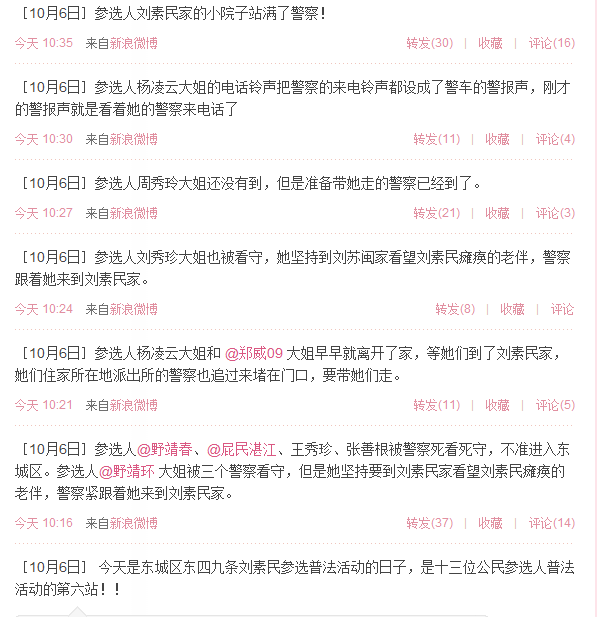 [10月6日] 参选人刘素民家的小院子站满了警察!
今天 10:35 来自新浪微博 转发(30) | 收藏 | 评论(16)
[10月6日] 参选人杨凌云大姐的电话铃声把警察的来电铃声都设成了警车的警报声，刚才
的警报声就是看着她的警察来电话了
今天 10:30 来自新浪微博 转发(11) | 收藏 | 评论(4)
[10月6日] 参选人周秀玲大姐还没有到，但是准备带她走的警察已经到了。
今天 10:27 来自新浪微博 转发(21) | 收藏 | 评论(3)
[10月6日] 参选人刘秀珍大姐也被看守，她坚持到刘苏闽家看望刘素民瘫痪的老伴，警察
跟着她来到刘素民家。
今天 10:24 来自新浪微博 转发(8) | 收藏 | 评论
[10月6日] 参选人杨凌云大姐和 @郑威09 大姐早早就离开了家，等她们到了刘素民家，
她们住家所在地派出所的警察也追过来堵在门口，要带她们走。
今天 10:21 来自新浪微博 转发(11) | 收藏 | 评论(5)
[10月6日] 参选人@野靖春、@屁民湛江、王秀珍、张善根被警察死看死守，不准进入东
城区。参选人@野靖环 大姐被三个警察看守，但是她坚持要到刘素民家看望刘素民瘫痪的
老伴，警察紧跟着她来到刘素民家。
今天 10:16 来自新浪微博 转发(37) | 收藏 | 评论(14)
[10月6日] 今天是东城区东四九条刘素民参选普法活动的日子，是十三位公民参选人普法
活动的第六站！！